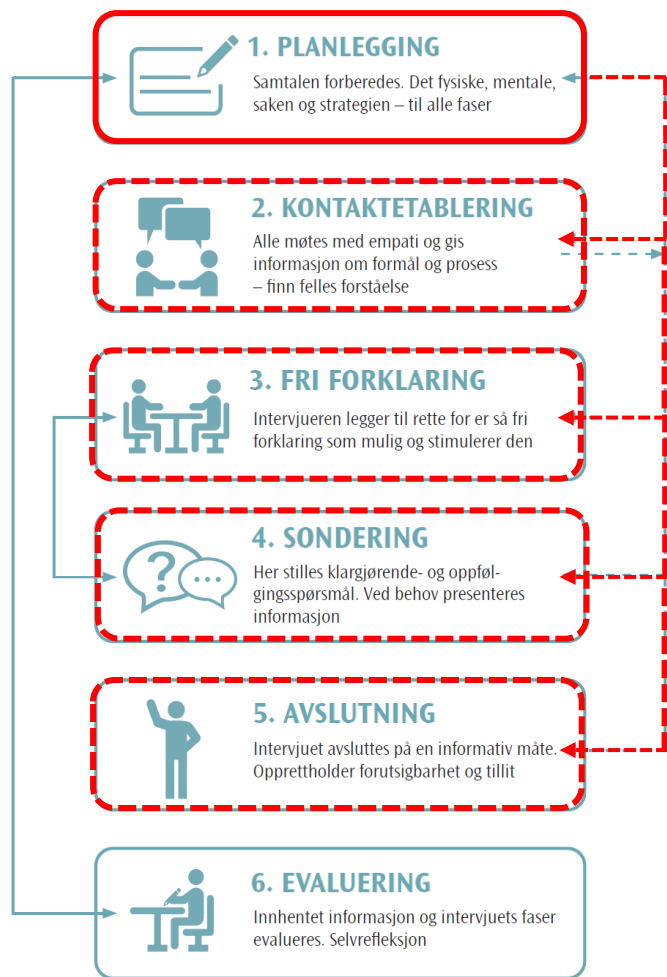 1. PLANLEGGING
Samtalen forberedes. Det fysiske, mentale,
saken og strategien – til alle faser
2. KONTAKTETABLERING
Alle møtes med empati og gis
informasjon om formål og prosess
– finn felles forståelse
3. FRI FORKLARING
Intervjueren legger til rette for er så fri
forklaring som mulig og stimulerer den
4. SONDERING
Her stilles klargjørende- og oppføl-
gingsspørsmål. Ved behov presenteres
informasjon
5. AVSLUTNING
Intervjuet avsluttes på en informativ måte.
Opprettholder forutsigbarhet og tillit
6. EVALUERING
Innhentet informasjon og intervjuets faser
evalueres. Selvrefleksjon